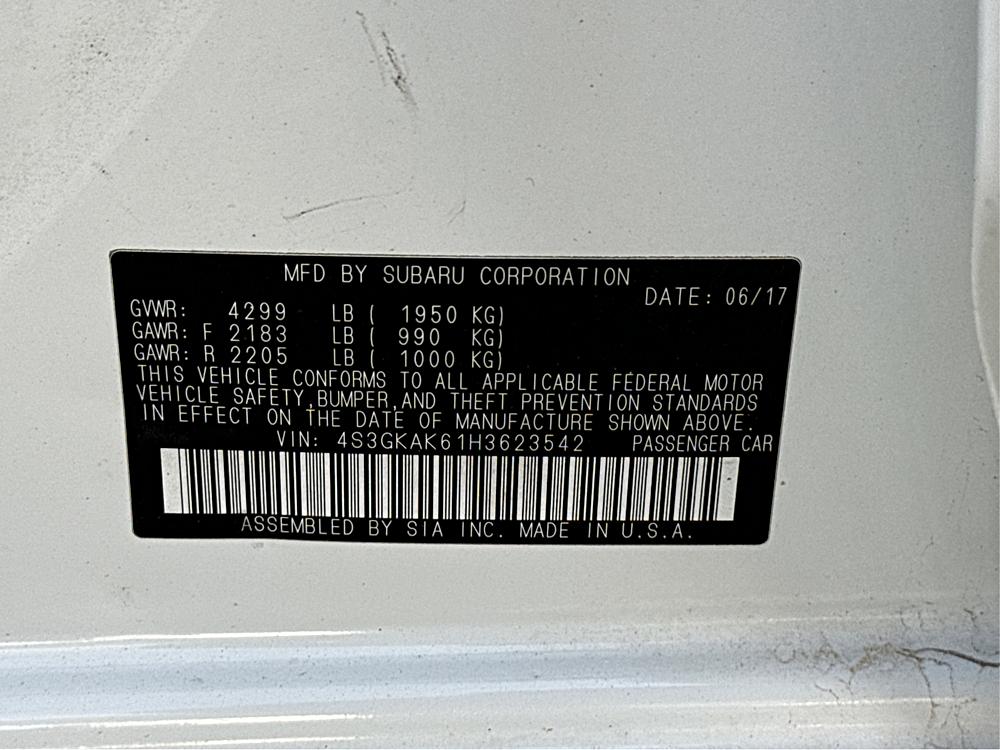 MFD BY SUBARU CORPORATION
DATE: 06/17
GVWR: 4299 LB ( 1950 KG)
GAWR: F 2183 LB ( 990 KG)
GAWR: R 2205 LB ( 1000 KG)
THIS VEHICLE CONFORMS TO ALL APPLICABLE FEDERAL MOTOR
VEHICLE SAFETY,BUMPER,AND THEFT PREVENTION STANDARDS
IN EFFECT ON THE DATE OF MANUFACTURE SHOWN ABOVE.
VIN: 4S3GKAK61H3623542 PASSENGER CAR
ASSEMBLED BY SIA INC. MADE IN U.S.A.